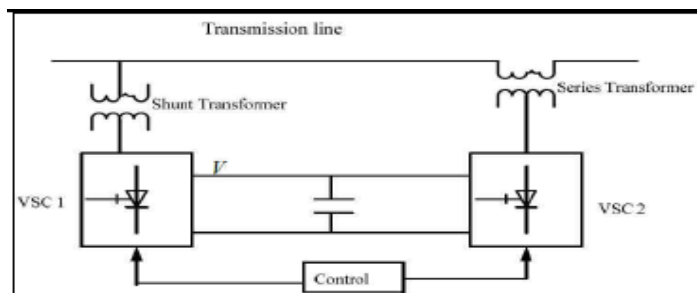 Transmission line
Shunt Transformer
Series Transformer
V
VSC 1
VSC 2
Control